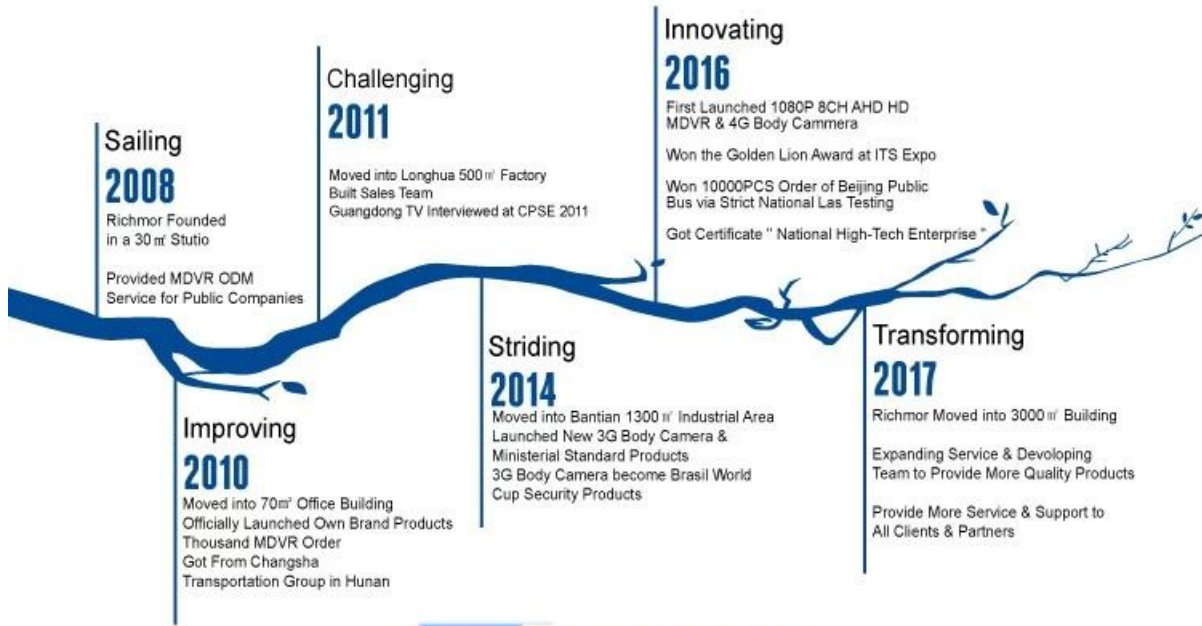 Sailing
2008
Richmor Founded
in a 30㎡ Stutio
Provided MDVR ODM
Service for Public Companies
Improving
2010
Moved into 70㎡ Office Building
Officially Launched Own Brand Products
Thousand MDVR Order
Got From Changsha
Transportation Group in Hunan
Challenging
2011
Moved into Longhua 500㎡ Factory
Built Sales Team
Guangdong TV Interviewed at CPSE 2011
Striding
2014
Moved into Bantian 1300㎡ Industrial Area
Launched New 3G Body Camera &
Ministerial Standard Products
3G Body Camera become Brasil World
Cup Security Products
Innovating
2016
First Launched 1080P 8CH AHD HD
MDVR & 4G Body Cammera
Won the Golden Lion Award at ITS Expo
Won 10000PCS Order of Beijing Public
Bus via Strict National Las Testing
Got Certificate " National High-Tech Enterprise "
Transforming
2017
Richmor Moved into 3000㎡ Building
Expanding Service & Devoloping
Team to Provide More Quality Products
Provide More Service & Support to
All Clients & Partners